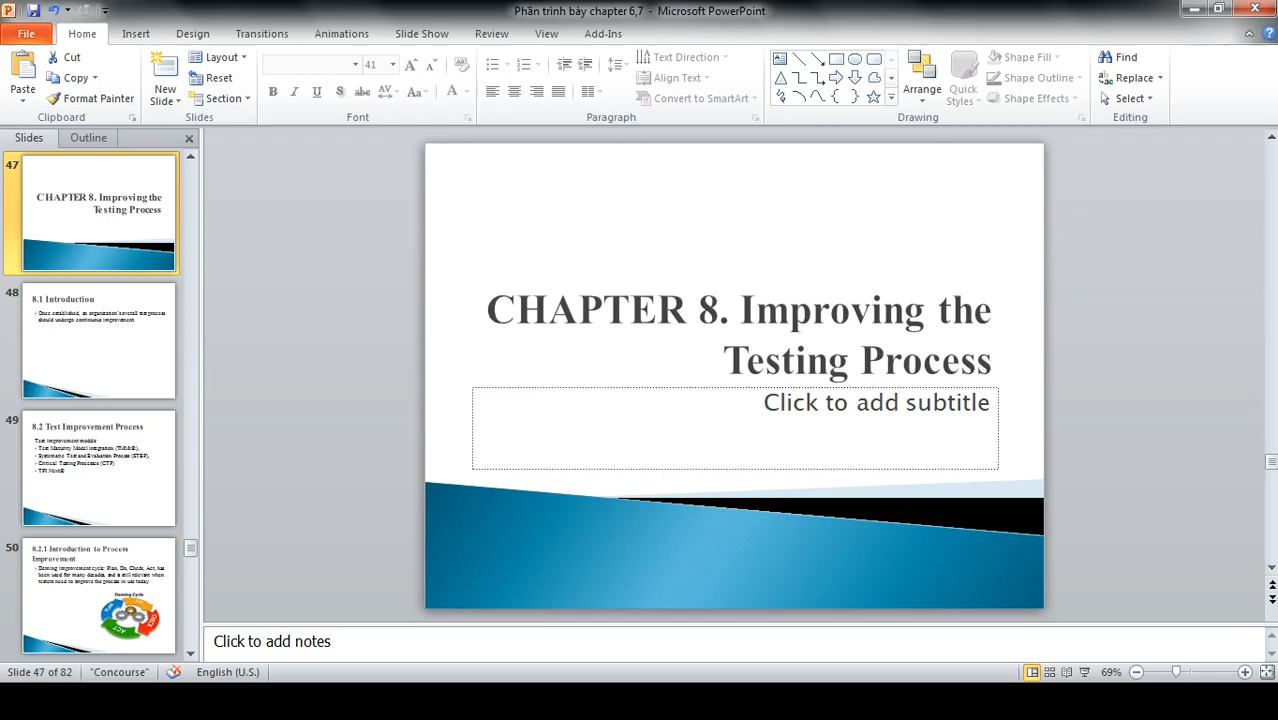 Phần trình bày chapter 6,7 - Microsoft PowerPoint
File Home Insert Design Transitions Animations Slide Show Review View Add-Ins
Paste
Cut
Copy
Format Painter
Clipboard
New Slide
Layout
Reset
Section
Slides
41
Font
Text Direction
Align Text
Convert to SmartArt
Paragraph
Arrange
Quick Styles
Shape Fill
Shape Outline
Shape Effects
Drawing
Find
Replace
Select
Editing
Slides Outline
47
CHAPTER 8. Improving the
Testing Process
48
8.1 Introduction
Once established, an organization's overall test process
should undergo continuous improvement
49
8.2 Test Improvement Process
Test improvement models
Test Maturity Model integration (TMMi®),
Systematic Test and Evaluation Process (STEP),
Critical Testing Processes (CTP)
TPI Next®
50
8.2.1 Introduction to Process
Improvement
Deming improvement cycle: Plan, Do, Check, Act, has
been used for many decades, and is still relevant when
testers need to improve the process in use today
Deming Cycle
ACT
CHAPTER 8. Improving the
Testing Process
Click to add subtitle
Click to add notes
Slide 47 of 82 "Concourse" English (U.S.) 69%